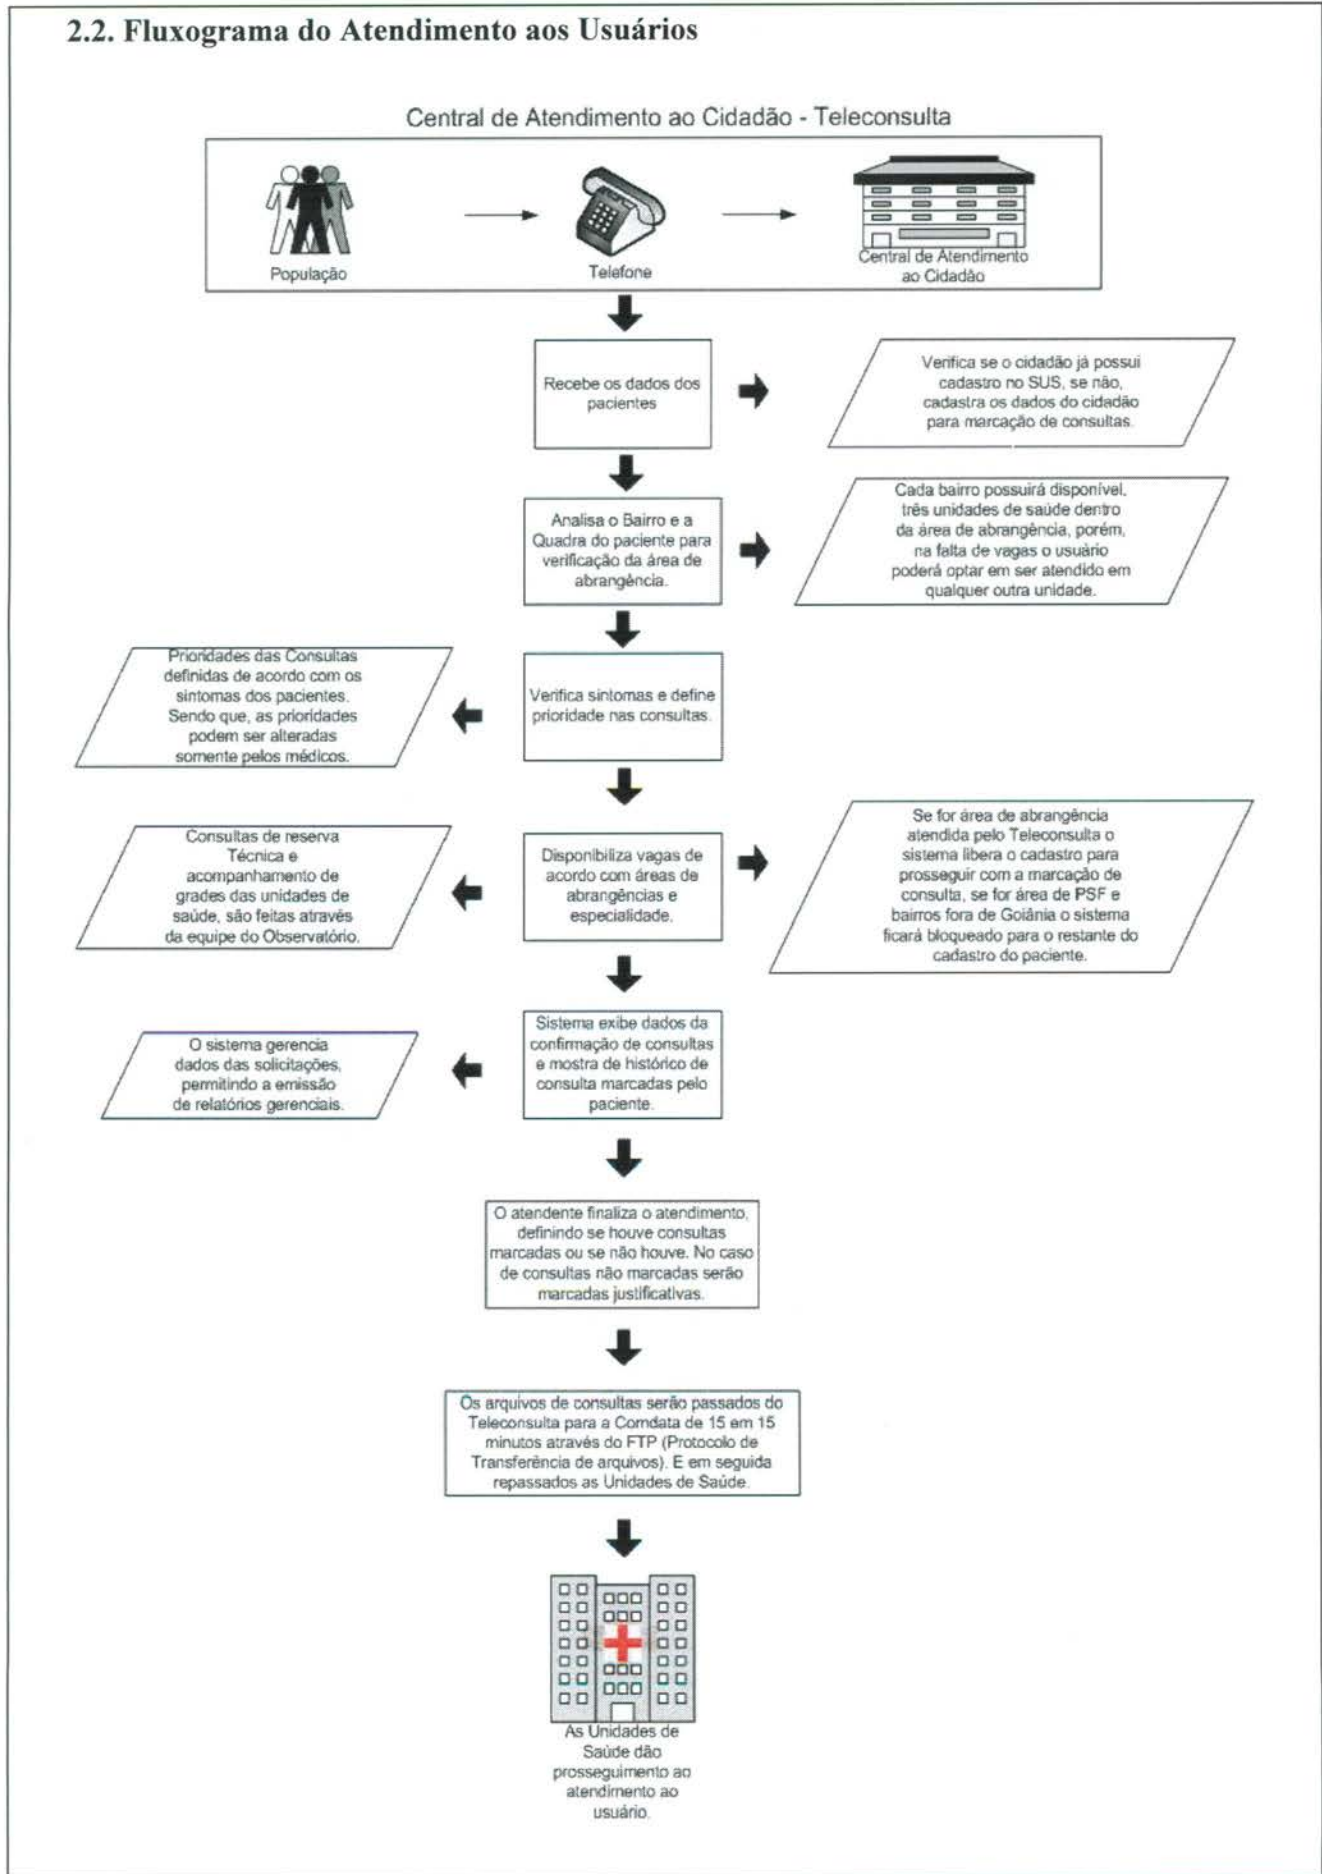 2.2. Fluxograma do Atendimento aos Usuários
Central de Atendimento ao Cidadão - Teleconsulta
População
Telefone
Central de Atendimento
ao Cidadão
Recebe os dados dos
pacientes
Verifica se o cidadão já possui
cadastro no SUS, se não,
cadastra os dados do cidadão
para marcação de consultas.
Analisa o Bairro e a
Quadra do paciente para
verificação da área de
abrangência.
Cada bairro possuirá disponível,
três unidades de saúde dentro
da área de abrangência, porém,
na falta de vagas o usuário
poderá optar em ser atendido em
qualquer outra unidade.
Prioridades das Consultas
definidas de acordo com os
sintomas dos pacientes.
Sendo que, as prioridades
podem ser alteradas
somente pelos médicos.
Verifica sintomas e define
prioridade nas consultas.
Consultas de reserva
Técnica e
acompanhamento de
grades das unidades de
saúde, são feitas através
da equipe do Observatório.
Disponibiliza vagas de
acordo com áreas de
abrangências e
especialidade.
Se for área de abrangência
atendida pelo Teleconsulta o
sistema libera o cadastro para
prosseguir com a marcação de
consulta, se for área de PSF e
bairros fora de Goiânia o sistema
ficará bloqueado para o restante do
cadastro do paciente.
O sistema gerencia
dados das solicitações,
permitindo a emissão
de relatórios gerenciais.
Sistema exibe dados da
confirmação de consultas
e mostra de histórico de
consulta marcadas pelo
paciente.
O atendente finaliza o atendimento,
definindo se houve consultas
marcadas ou se não houve. No caso
de consultas não marcadas serão
marcadas justificativas.
Os arquivos de consultas serão passados do
Teleconsulta para a Comdata de 15 em 15
minutos através do FTP (Protocolo de
Transferência de arquivos). E em seguida
repassados as Unidades de Saúde.
As Unidades de
Saúde dão
prosseguimento ao
atendimento ao
usuário.